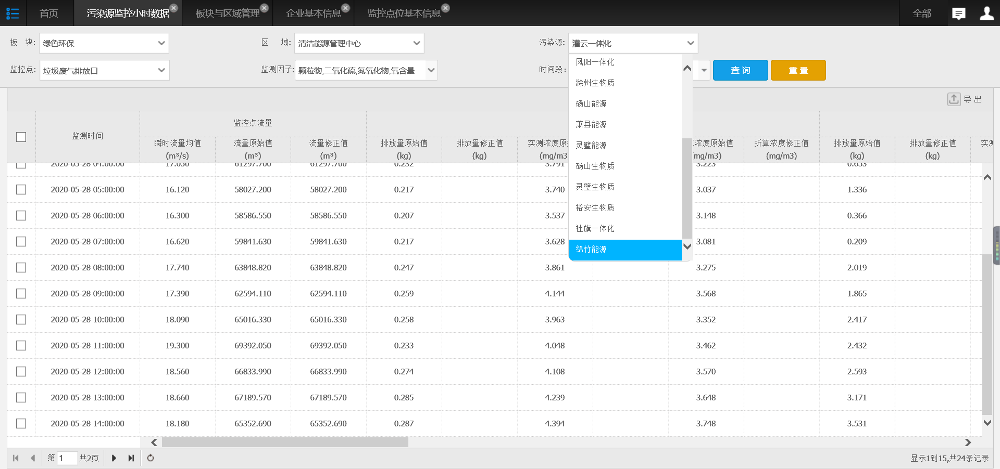 首页
污染源监控小时数据
板块与区域管理
企业基本信息
监控点位基本信息
全部
板 块: 绿色环保
区 域: 清洁能源管理中心
污染源: 灌云一体化
监控点: 垃圾废气排放口
监测因子: 颗粒物,二氧化硫,氮氧化物,氧含量
时间段:
查 询
重 置
凤阳一体化
滁州生物质
砀山能源
萧县能源
灵璧能源
砀山生物质
灵璧生物质
裕安生物质
社旗一体化
绵竹能源
导 出
监测时间
监控点流量
瞬时流量均值 (m³/s)
流量原始值 (m³)
流量修正值 (m³)
排放量原始值 (kg)
排放量修正值 (kg)
实测浓度原 (mg/m3
浓度原始值 mg/m3)
折算浓度修正值 (mg/m3)
排放量原始值 (kg)
排放量修正值 (kg)
实测
2020-05-28 04:00:00 17.030 61297.700 61297.700 0.232 3.791 3.223 0.653
2020-05-28 05:00:00 16.120 58027.200 58027.200 0.217 3.740 3.037 1.336
2020-05-28 06:00:00 16.300 58586.550 58586.550 0.207 3.537 3.148 0.366
2020-05-28 07:00:00 16.620 59841.630 59841.630 0.217 3.628 3.081 0.209
2020-05-28 08:00:00 17.740 63848.820 63848.820 0.247 3.861 3.275 2.019
2020-05-28 09:00:00 17.390 62594.110 62594.110 0.259 4.144 3.568 1.865
2020-05-28 10:00:00 18.090 65016.330 65016.330 0.258 3.963 3.352 2.417
2020-05-28 11:00:00 19.300 69392.050 69392.050 0.233 4.048 3.462 2.432
2020-05-28 12:00:00 18.560 66833.990 66833.990 0.274 4.108 3.570 2.593
2020-05-28 13:00:00 18.660 67189.570 67189.570 0.285 4.239 3.648 3.171
2020-05-28 14:00:00 18.180 65352.690 65352.690 0.287 4.394 3.748 3.531
第 1 共2页
显示1到15,共24条记录